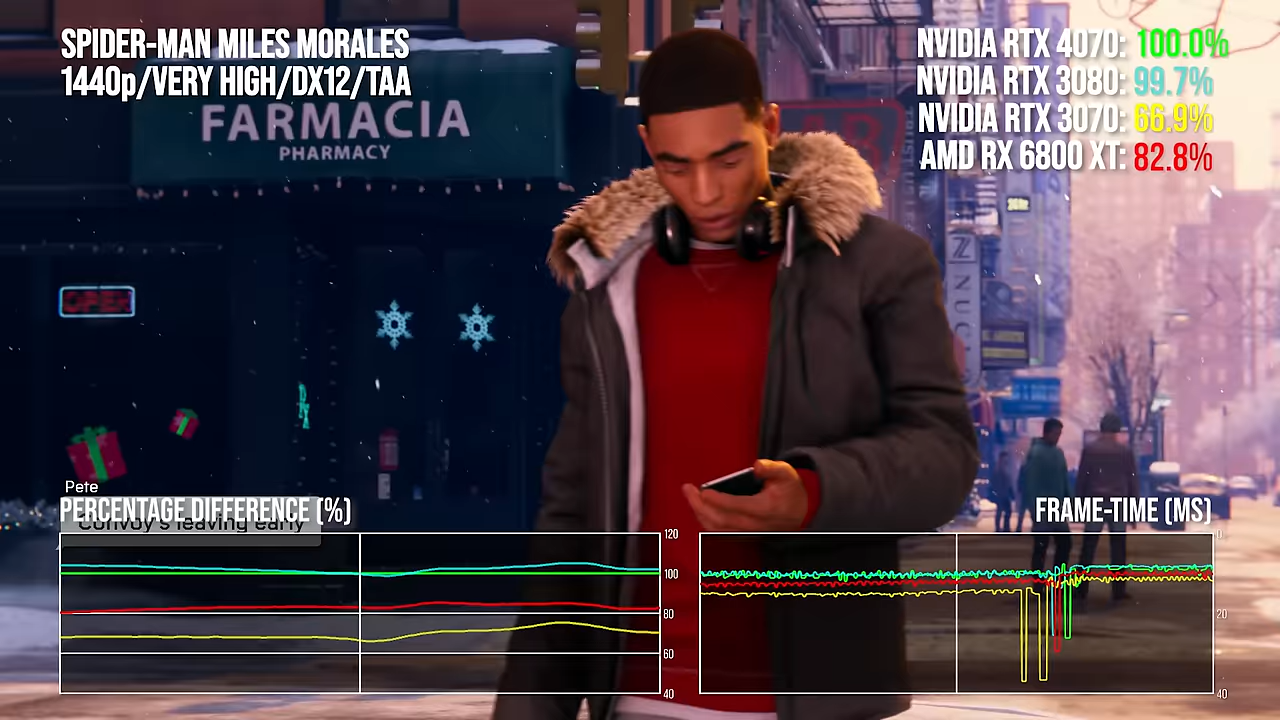 SPIDER-MAN MILES MORALES
1440p/VERY HIGH/DX12/TAA
NVIDIA RTX 4070: 100.0%
NVIDIA RTX 3080: 99.7%
NVIDIA RTX 3070: 66.9%
AMD RX 6800 XT: 82.8%
FARMACIA
PHARMACY
OPEN
Pete
PERCENTAGE DIFFERENCE (%)
Convoy's leaving early
FRAME-TIME (MS)
120
100
80
60
40
0
20
40